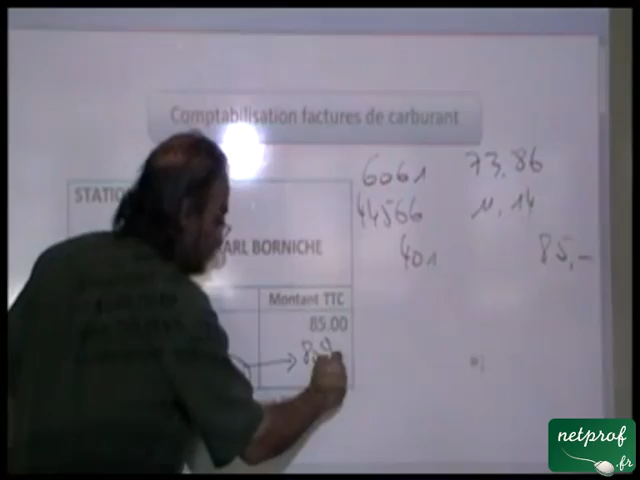 Comptabilisation factures de carburant
6061 73,86
44566 11,14
401 85,-
STATIO
ARL BORNICHE
Montant TTC
85.00
netprof
.fr